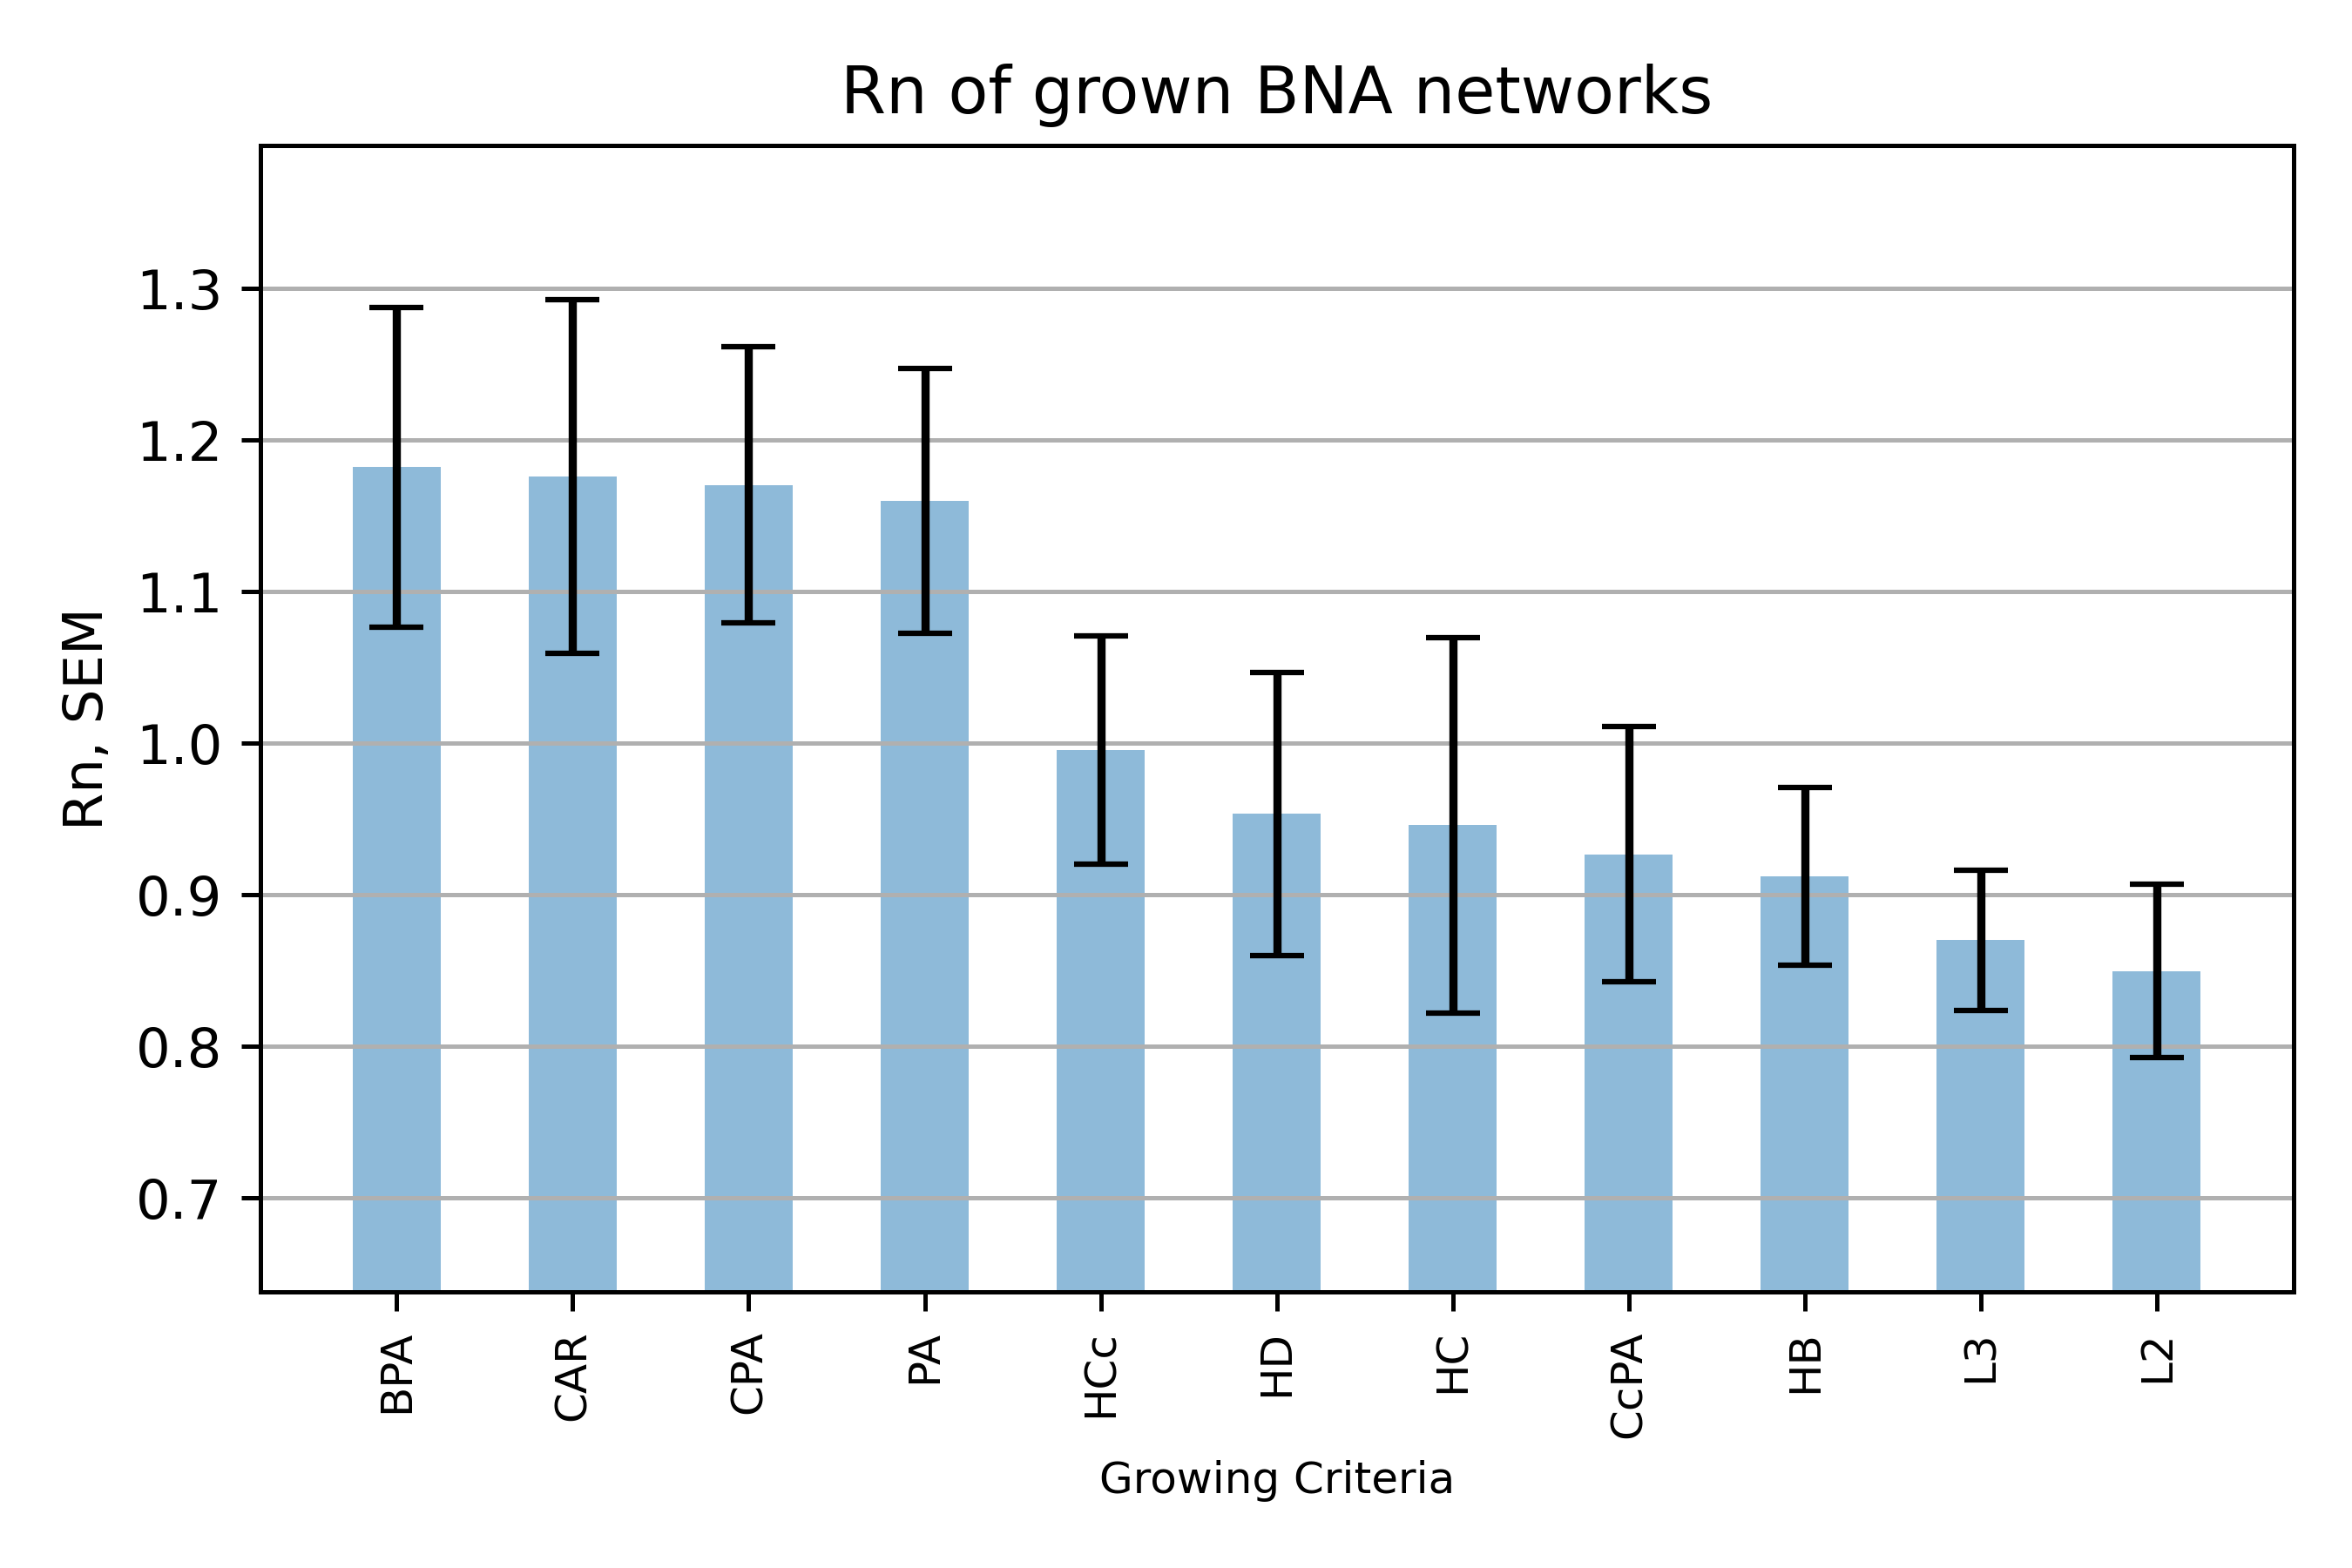 Rn of grown BNA networks
Rn, SEM
1.3
1.2
1.1
1.0
0.9
0.8
0.7
BPA
CAR
CPA
PA
HCc
HD
HC
CcPA
HB
L3
L2
Growing Criteria